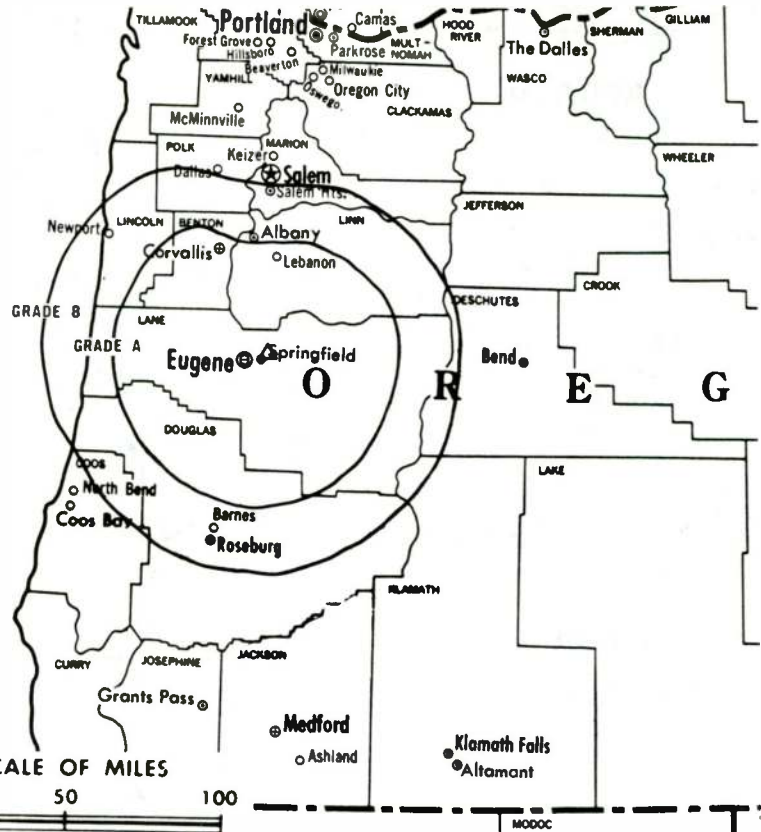 TILLAMOOK
Portland
Camas
HOOD RIVER
GILLIAM
SHERMAN
Forest Grove
Hillsboro
Parkrose
MULT-NOMAH
The Dalles
Beaverton
Milwaukie
YAMHILL
Oswego
Oregon City
WASCO
McMinnville
CLACKAMAS
POLK
MARION
Keizer
WHEELER
Dallas
Salem
Salem Hts.
JEFFERSON
Newport
LINCOLN
BENTON
LINN
Albany
Corvallis
Lebanon
CROOK
DESCHUTES
GRADE B
LANE
GRADE A
Eugene
Springfield
Bend
O R E G
DOUGLAS
COOS
LAKE
North Bend
Coos Bay
Barnes
Roseburg
KLAMATH
CURRY
JOSEPHINE
JACKSON
Grants Pass
Medford
Ashland
Klamath Falls
Altamant
CALE OF MILES
50 100
MODOC